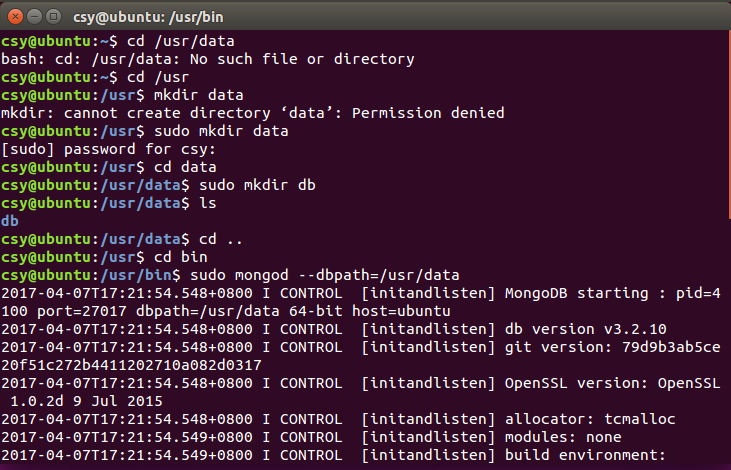 csy@ubuntu: /usr/bin
csy@ubuntu:~$ cd /usr/data
bash: cd: /usr/data: No such file or directory
csy@ubuntu:~$ cd /usr
csy@ubuntu:/usr$ mkdir data
mkdir: cannot create directory ‘data’: Permission denied
csy@ubuntu:/usr$ sudo mkdir data
[sudo] password for csy:
csy@ubuntu:/usr$ cd data
csy@ubuntu:/usr/data$ sudo mkdir db
csy@ubuntu:/usr/data$ ls
db
csy@ubuntu:/usr/data$ cd ..
csy@ubuntu:/usr$ cd bin
csy@ubuntu:/usr/bin$ sudo mongod --dbpath=/usr/data
2017-04-07T17:21:54.548+0800 I CONTROL  [initandlisten] MongoDB starting : pid=4
100 port=27017 dbpath=/usr/data 64-bit host=ubuntu
2017-04-07T17:21:54.548+0800 I CONTROL  [initandlisten] db version v3.2.10
2017-04-07T17:21:54.548+0800 I CONTROL  [initandlisten] git version: 79d9b3ab5ce
20f51c272b4411202710a082d0317
2017-04-07T17:21:54.548+0800 I CONTROL  [initandlisten] OpenSSL version: OpenSSL
 1.0.2d 9 Jul 2015
2017-04-07T17:21:54.548+0800 I CONTROL  [initandlisten] allocator: tcmalloc
2017-04-07T17:21:54.549+0800 I CONTROL  [initandlisten] modules: none
2017-04-07T17:21:54.549+0800 I CONTROL  [initandlisten] build environment: